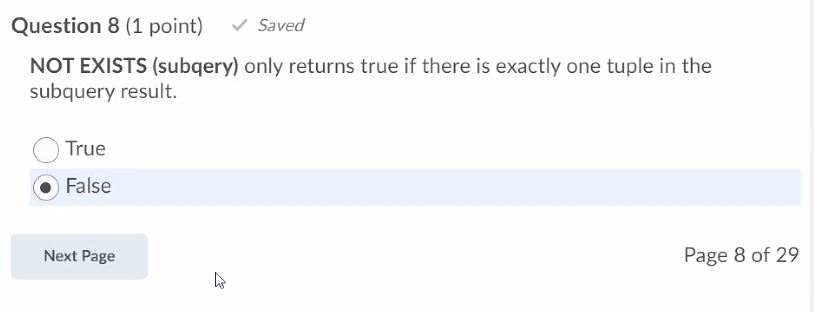 Question 8 (1 point) Saved
NOT EXISTS (subqery) only returns true if there is exactly one tuple in the
subquery result.
True
False
Next Page
Page 8 of 29